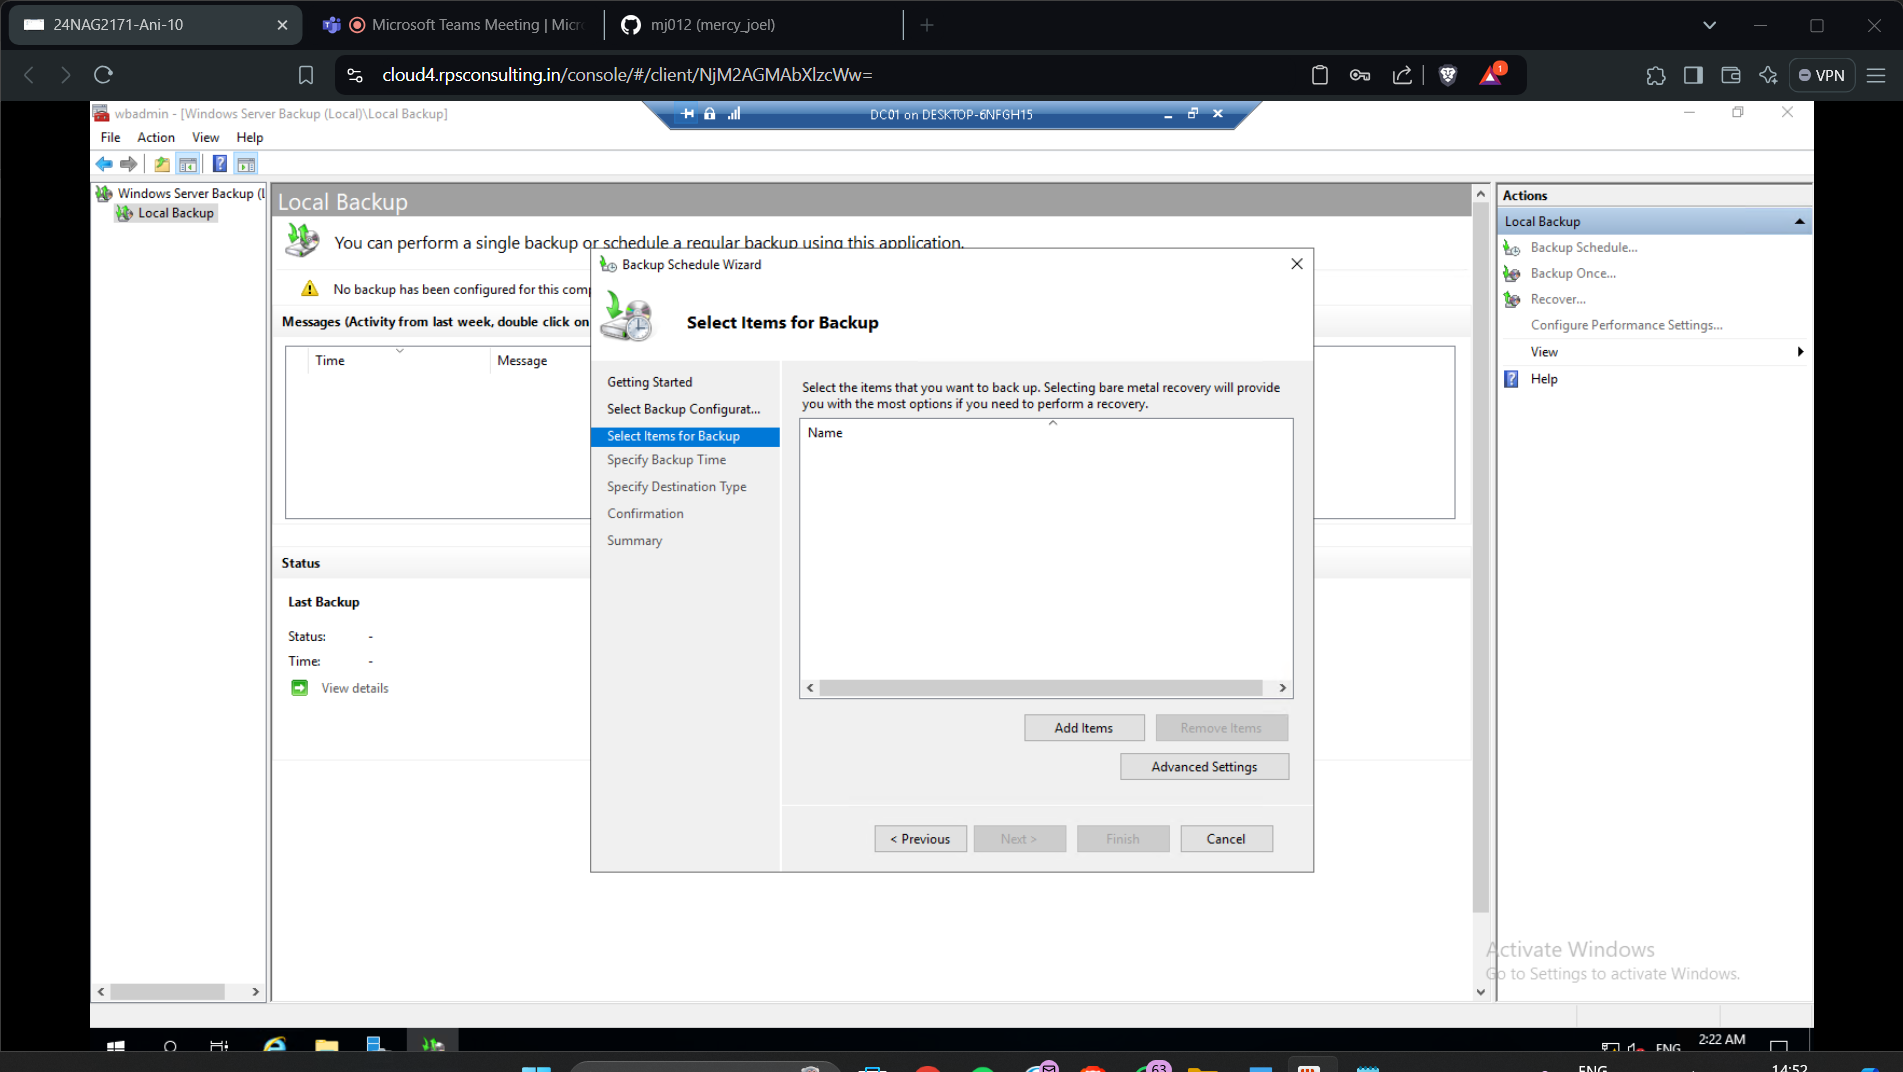 24NAG2171-Ani-10
Microsoft Teams Meeting | Micr
mj012 (mercy_joel)
cloud4.rpsconsulting.in/console/#/client/NjM2AGMAbXlzcWw=
1
VPN
wbadmin - [Windows Server Backup (Local)\Local Backup]
DC01 on DESKTOP-6NFGH15
File Action View Help
Windows Server Backup (L
Local Backup
Local Backup
You can perform a single backup or schedule a regular backup using this application.
No backup has been configured for this comp
Messages (Activity from last week, double click on
Time
Message
Status
Last Backup
Status: -
Time: -
View details
Backup Schedule Wizard
Select Items for Backup
Getting Started
Select Backup Configurat...
Select Items for Backup
Specify Backup Time
Specify Destination Type
Confirmation
Summary
Select the items that you want to back up. Selecting bare metal recovery will provide
you with the most options if you need to perform a recovery.
Name
Add Items
Remove Items
Advanced Settings
< Previous
Next >
Finish
Cancel
Actions
Local Backup
Backup Schedule...
Backup Once...
Recover...
Configure Performance Settings...
View
Help
Activate Windows
Go to Settings to activate Windows.
ENG
2:22 AM
63
ENG
14:52